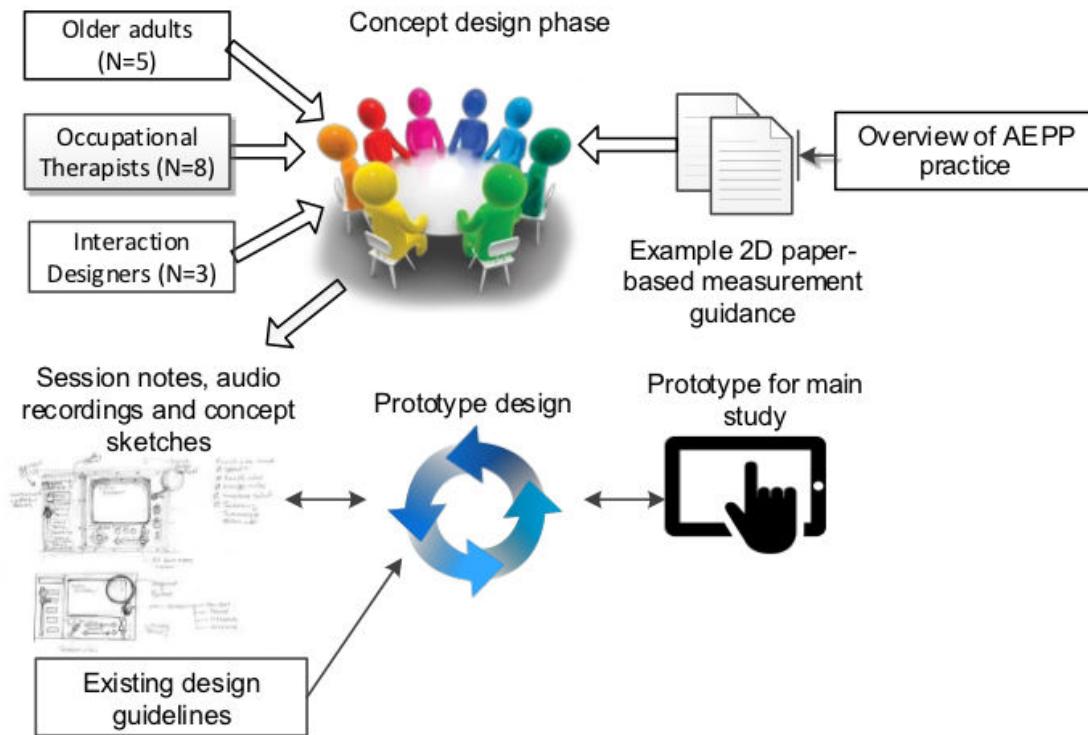 Older adults
(N=5)
Concept design phase
Occupational
Therapists (N=8)
Overview of AEPP
practice
Interaction
Designers (N=3)
Example 2D paper-
based measurement
guidance
Session notes, audio
recordings and concept
sketches
Prototype design
Prototype for main
study
Existing design
guidelines